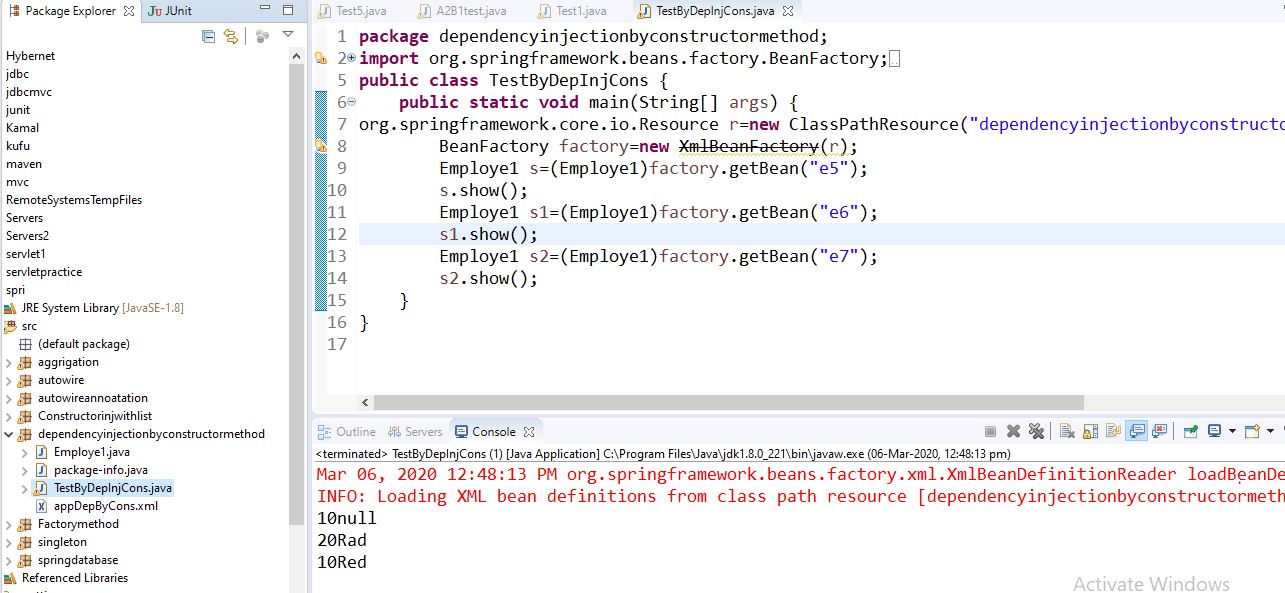 Package Explorer
JUnit
Hybernet
jdbc
jdbcmvc
junit
Kamal
kufu
maven
mvc
RemoteSystemsTempFiles
Servers
Servers2
servlet1
servletpractice
spri
JRE System Library [JavaSE-1.8]
src
(default package)
aggrigation
autowire
autowireannoatation
Constructorinjwithlist
dependencyinjectionbyconstructormethod
Employe1.java
package-info.java
TestByDepInjCons.java
appDepByCons.xml
Factorymethod
singleton
springdatabase
Referenced Libraries
Test5.java A2B1test.java Test1.java TestByDepInjCons.java
1 package dependencyinjectionbyconstructormethod;
2 import org.springframework.beans.factory.BeanFactory;
5 public class TestByDepInjCons {
6 public static void main(String[] args) {
7 org.springframework.core.io.Resource r=new ClassPathResource("dependencyinjectionbyconstructo
8 BeanFactory factory=new XmlBeanFactory(r);
9 Employe1 s=(Employe1)factory.getBean("e5");
10 s.show();
11 Employe1 s1=(Employe1)factory.getBean("e6");
12 s1.show();
13 Employe1 s2=(Employe1)factory.getBean("e7");
14 s2.show();
15 }
16 }
17
Outline Servers Console
<terminated> TestByDepInjCons (1) [Java Application] C:\Program Files\Java\jdk1.8.0_221\bin\javaw.exe (06-Mar-2020, 12:48:13 pm)
Mar 06, 2020 12:48:13 PM org.springframework.beans.factory.xml.XmlBeanDefinitionReader loadBeanDe
INFO: Loading XML bean definitions from class path resource [dependencyinjectionbyconstructormeth
10null
20Rad
10Red
Activate Windows